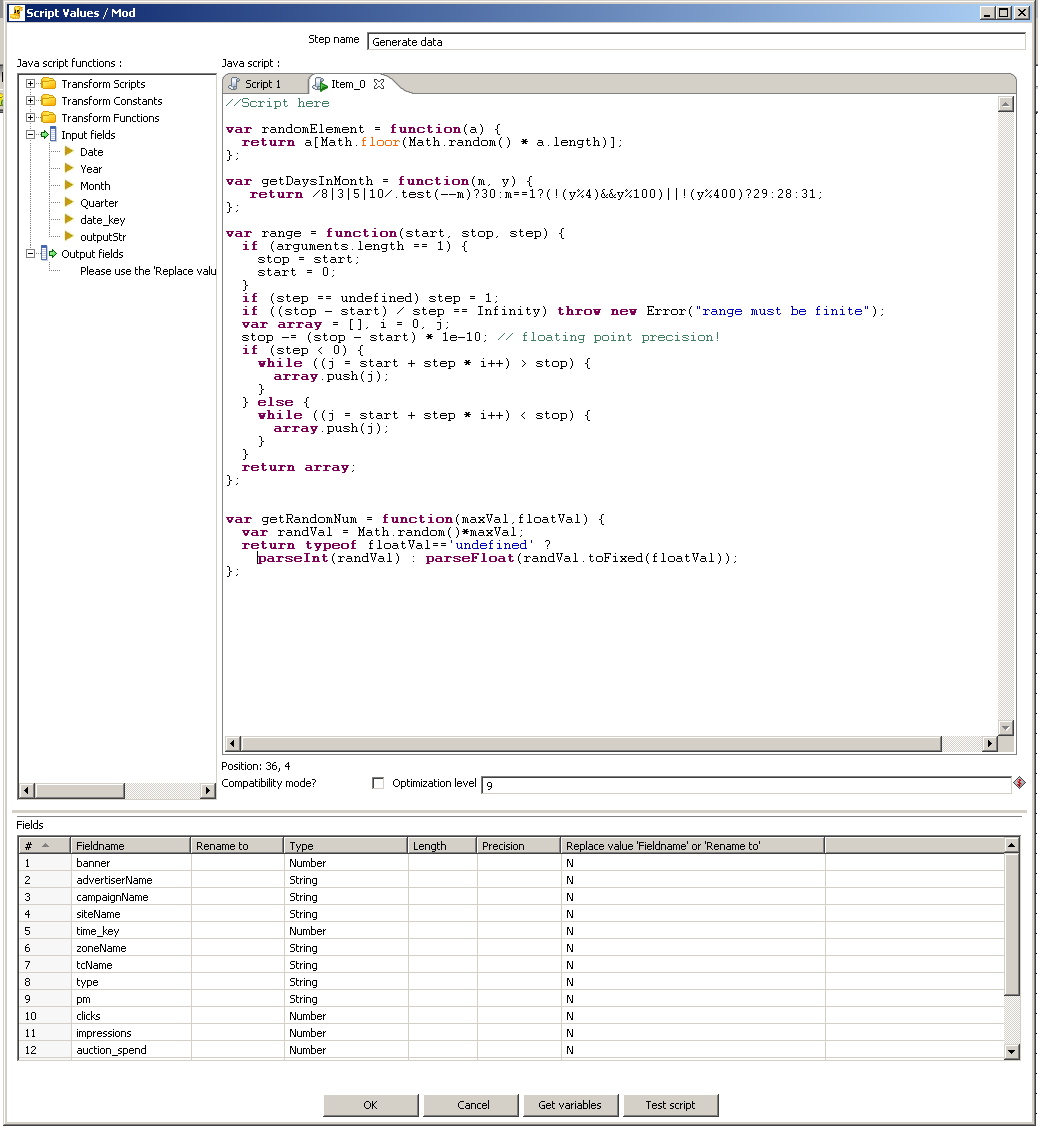 Script Values / Mod
Step name Generate data
Java script functions :
Transform Scripts
Transform Constants
Transform Functions
Input fields
Date
Year
Month
Quarter
date_key
outputStr
Output fields
Please use the 'Replace valu
Java script :
Script 1 Item_0
//Script here
var randomElement = function(a) {
return a[Math.floor(Math.random() * a.length)];
};
var getDaysInMonth = function(m, y) {
return /8|3|5|10/.test(--m)?30:m==1?(!(y%4)&&y%100)||!(y%400)?29:28:31;
};
var range = function(start, stop, step) {
if (arguments.length == 1) {
stop = start;
start = 0;
}
if (step == undefined) step = 1;
if ((stop - start) / step == Infinity) throw new Error("range must be finite");
var array = [], i = 0, j;
stop -= (stop - start) * 1e-10; // floating point precision!
if (step < 0) {
while ((j = start + step * i++) > stop) {
array.push(j);
}
} else {
while ((j = start + step * i++) < stop) {
array.push(j);
}
}
return array;
};
var getRandomNum = function(maxVal,floatVal) {
var randVal = Math.random()*maxVal;
return typeof floatVal=='undefined' ?
parseInt(randVal) : parseFloat(randVal.toFixed(floatVal));
};
Position: 36, 4
Compatibility mode? Optimization level 9
Fields
# Fieldname Rename to Type Length Precision Replace value 'Fieldname' or 'Rename to'
1 banner Number N
2 advertiserName String N
3 campaignName String N
4 siteName String N
5 time_key Number N
6 zoneName String N
7 tcName String N
8 type String N
9 pm String N
10 clicks Number N
11 impressions Number N
12 auction_spend Number N
OK Cancel Get variables Test script